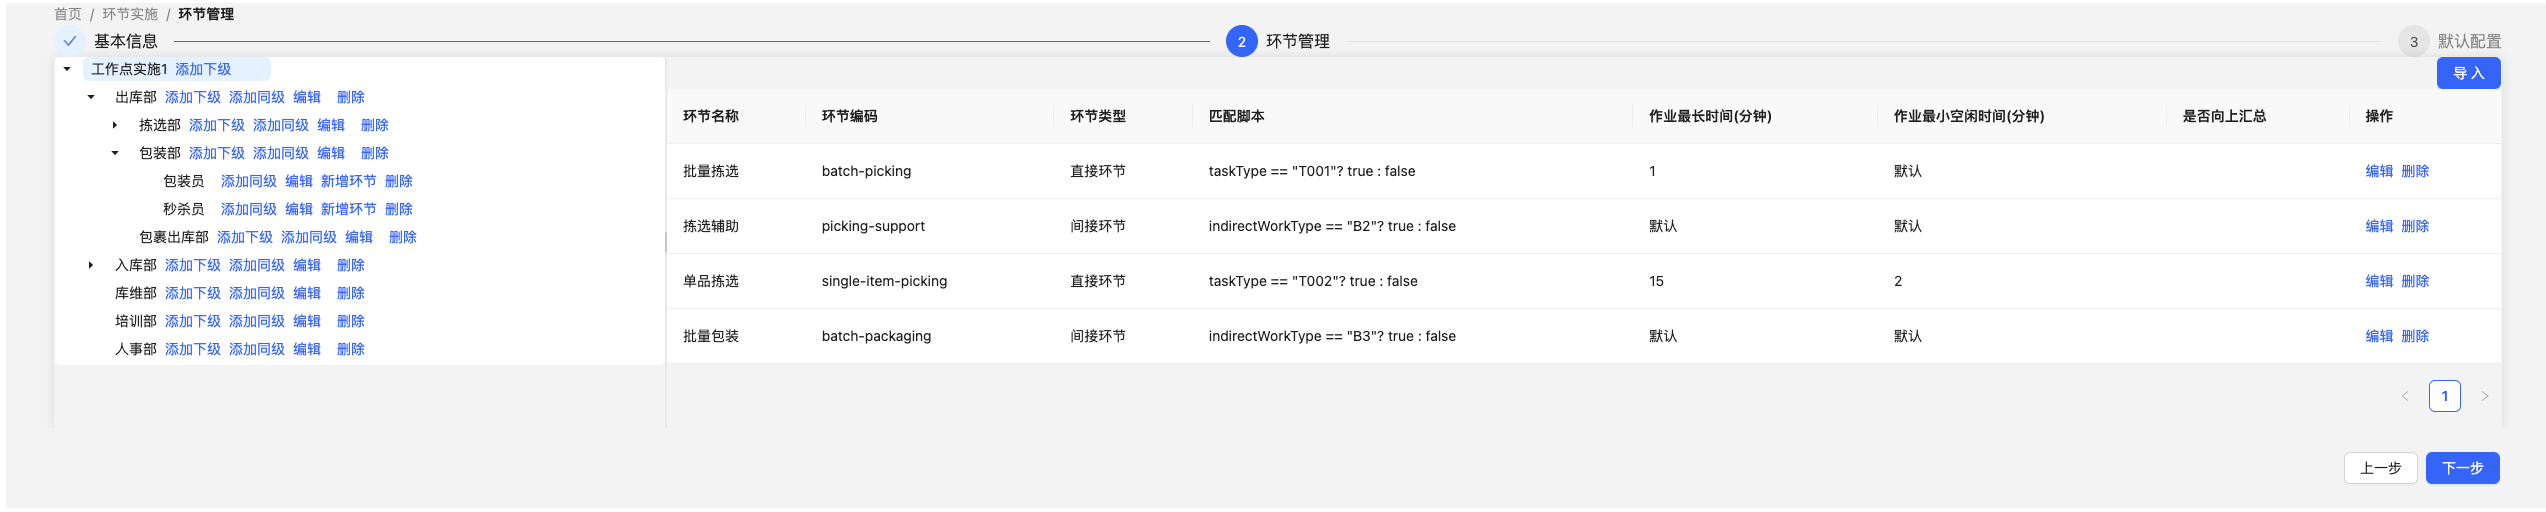 首页 / 环节实施 / 环节管理
基本信息 2 环节管理 3 默认配置
工作点实施1 添加下级
出库部 添加下级 添加同级 编辑 删除
拣选部 添加下级 添加同级 编辑 删除
包装部 添加下级 添加同级 编辑 删除
包装员 添加同级 编辑 新增环节 删除
秒杀员 添加同级 编辑 新增环节 删除
包裹出库部 添加下级 添加同级 编辑 删除
入库部 添加下级 添加同级 编辑 删除
库维部 添加下级 添加同级 编辑 删除
培训部 添加下级 添加同级 编辑 删除
人事部 添加下级 添加同级 编辑 删除
导入
环节名称 环节编码 环节类型 匹配脚本 作业最长时间(分钟) 作业最小空闲时间(分钟) 是否向上汇总 操作
批量拣选 batch-picking 直接环节 taskType == "T001"? true : false 1 默认 编辑 删除
拣选辅助 picking-support 间接环节 indirectWorkType == "B2"? true : false 默认 默认 编辑 删除
单品拣选 single-item-picking 直接环节 taskType == "T002"? true : false 15 2 编辑 删除
批量包装 batch-packaging 间接环节 indirectWorkType == "B3"? true : false 默认 默认 编辑 删除
< 1 >
上一步 下一步